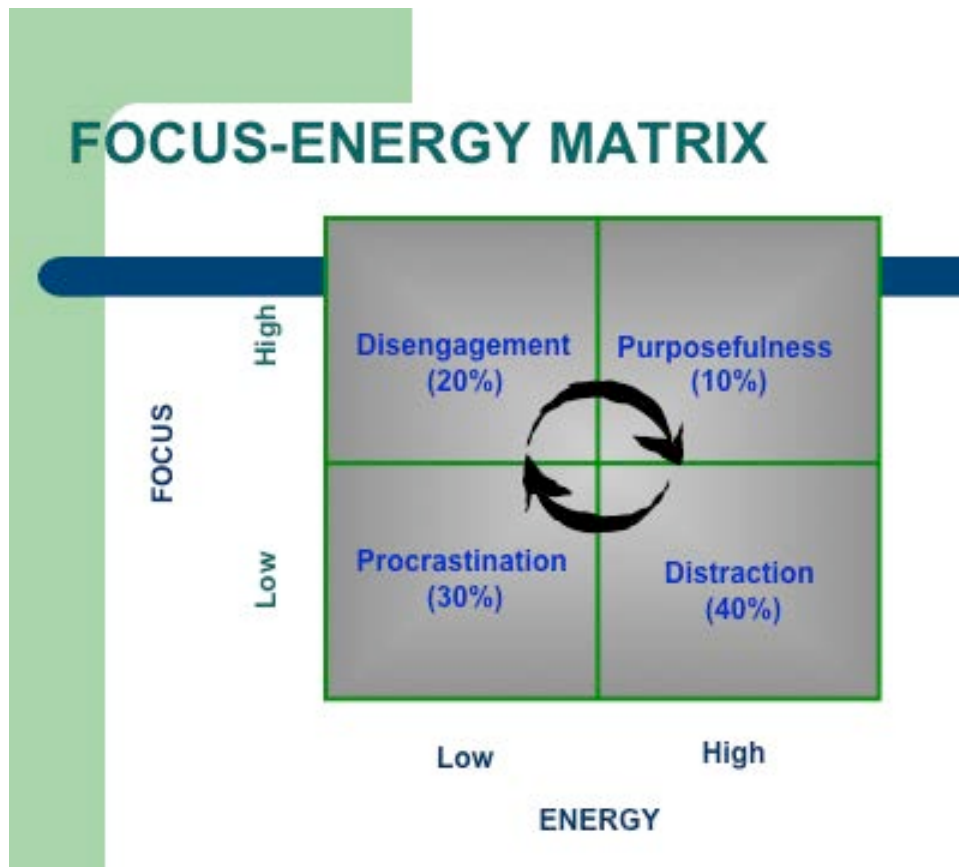 FOCUS-ENERGY MATRIX
High
Disengagement
(20%)
Purposefulness
(10%)
FOCUS
Low
Procrastination
(30%)
Distraction
(40%)
Low
High
ENERGY